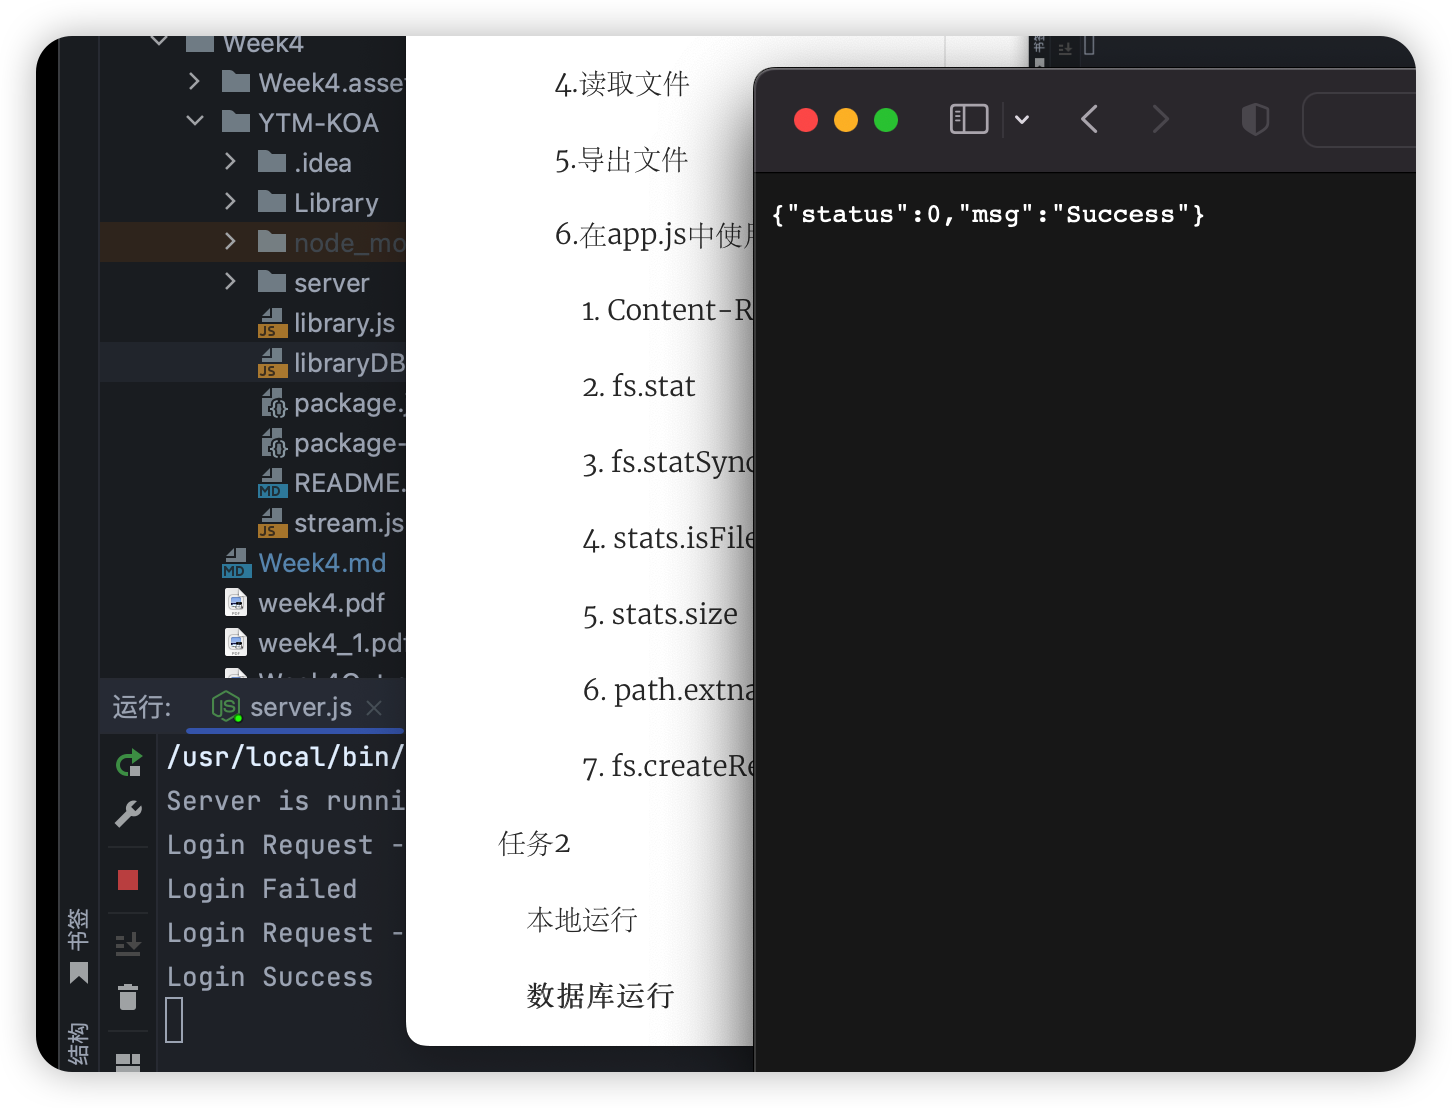 Week4
Week4.asse
YTM-KOA
.idea
Library
node_mo
server
library.js
libraryDB
package.
package-
README.
stream.js
Week4.md
week4.pdf
week4_1.pdf
运行:
server.js
/usr/local/bin/
Server is runni
Login Request -
Login Failed
Login Request -
Login Success
书签
结构
4.读取文件
5.导出文件
6.在app.js中使用
1. Content-R
2. fs.stat
3. fs.statSync
4. stats.isFile
5. stats.size
6. path.extna
7. fs.createRe
任务2
本地运行
数据库运行
{"status":0,"msg":"Success"}